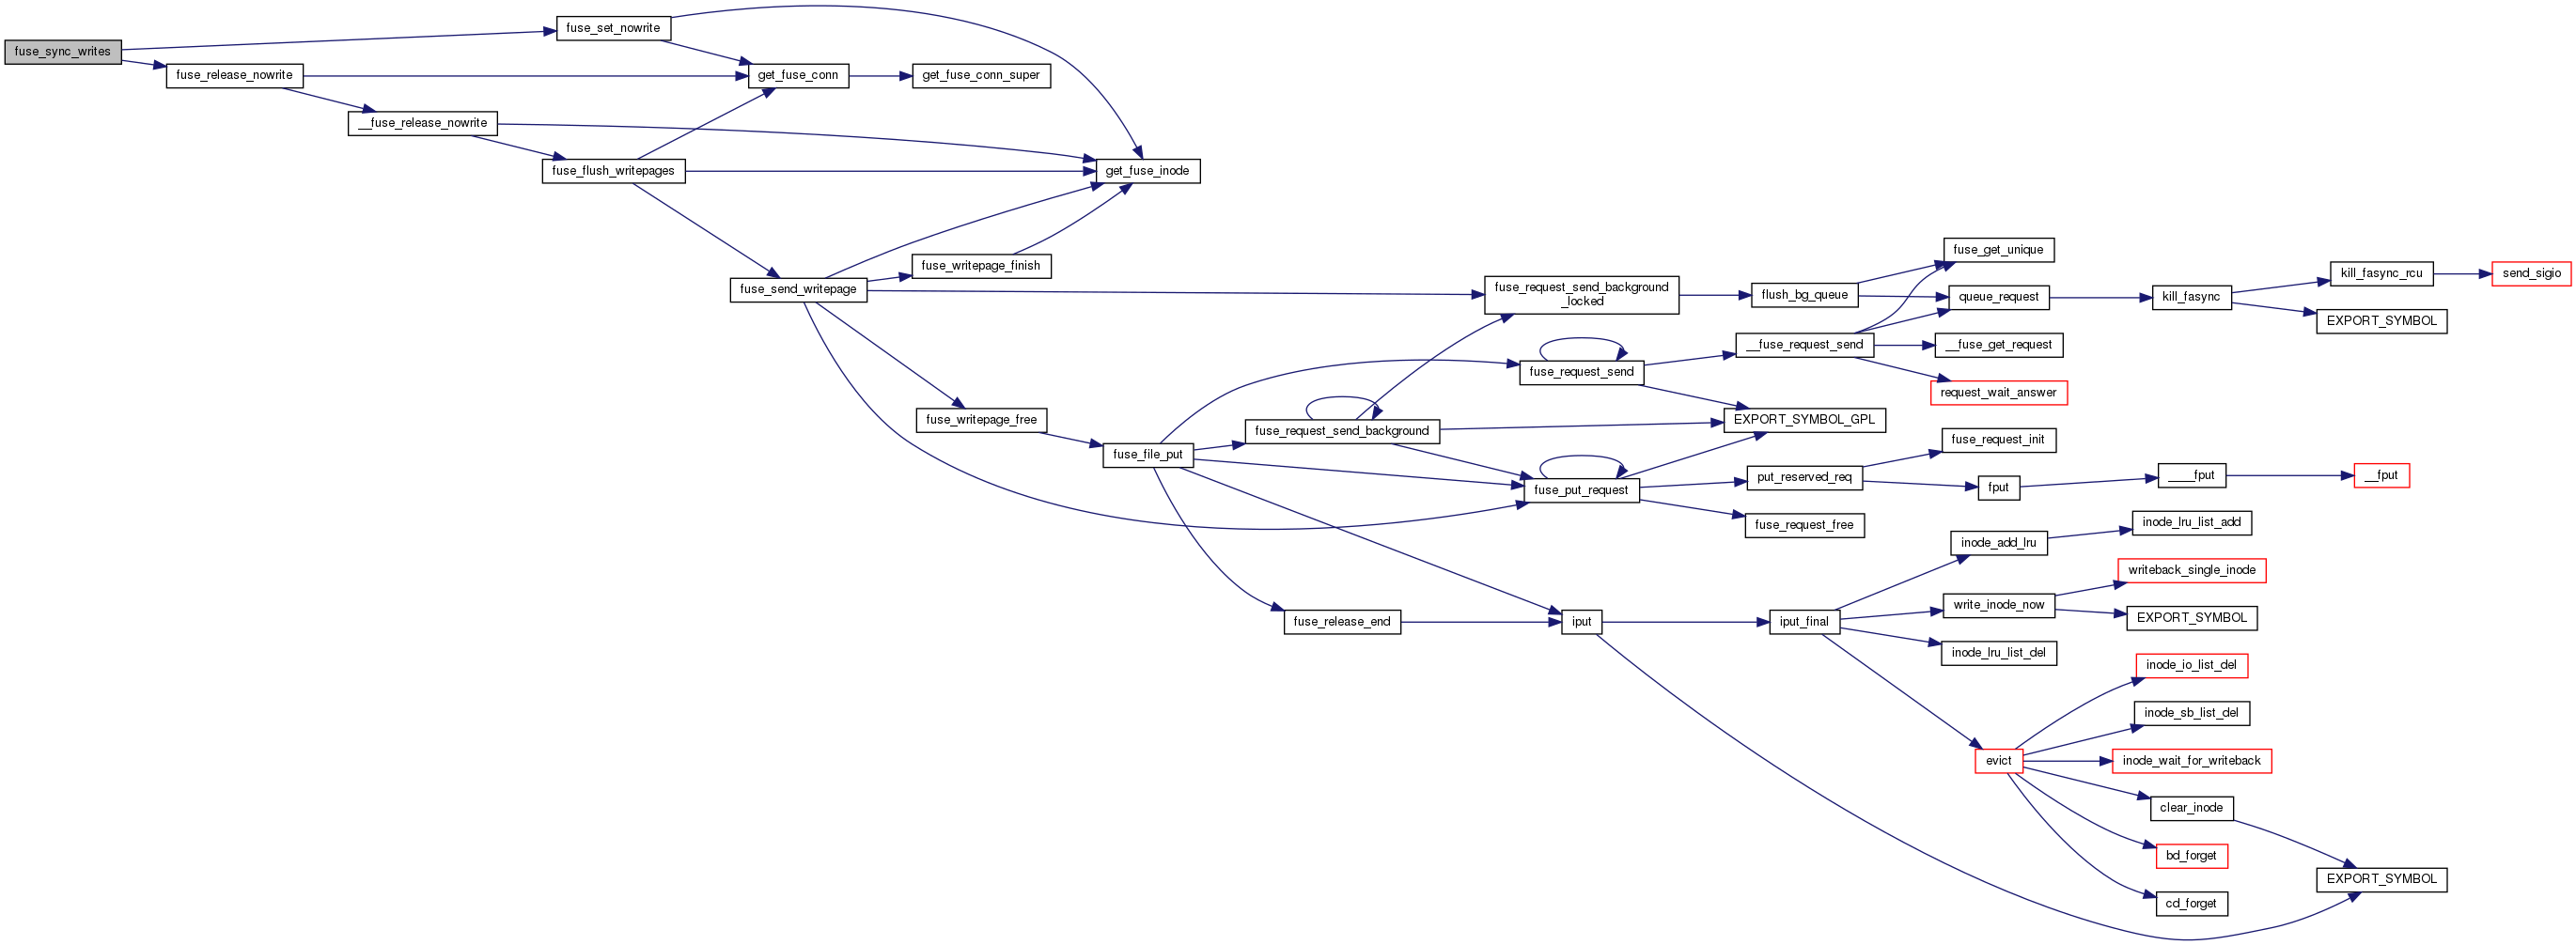 fuse_sync_writes
fuse_set_nowrite
fuse_release_nowrite
get_fuse_conn
get_fuse_conn_super
__fuse_release_nowrite
fuse_flush_writepages
get_fuse_inode
fuse_send_writepage
fuse_writepage_finish
fuse_request_send_background
_locked
flush_bg_queue
fuse_get_unique
queue_request
kill_fasync
kill_fasync_rcu
send_sigio
EXPORT_SYMBOL
__fuse_request_send
__fuse_get_request
fuse_request_send
request_wait_answer
fuse_writepage_free
fuse_request_send_background
EXPORT_SYMBOL_GPL
fuse_file_put
fuse_request_init
fuse_put_request
put_reserved_req
fput
____fput
__fput
fuse_request_free
inode_lru_list_add
inode_add_lru
writeback_single_inode
write_inode_now
EXPORT_SYMBOL
fuse_release_end
iput
iput_final
inode_lru_list_del
inode_io_list_del
inode_sb_list_del
evict
inode_wait_for_writeback
clear_inode
bd_forget
EXPORT_SYMBOL
cd_forget